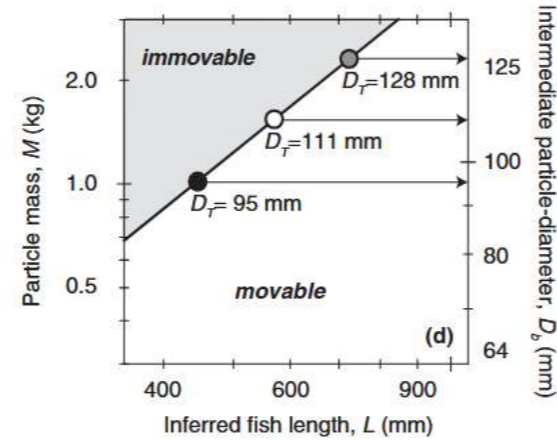 immovable
2.0
125
D_T= 128 mm
D_T= 111 mm
100
1.0
D_T= 95 mm
80
0.5
movable
(d)
64
400 600 900
Inferred fish length, L (mm)
Particle mass, M (kg)
Intermediate particle-diameter, D_b (mm)